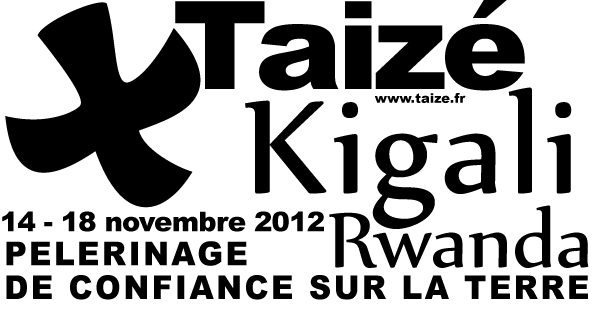 Taizé
www.taize.fr
Kigali
14 - 18 novembre 2012
Rwanda
PELERINAGE
DE CONFIANCE SUR LA TERRE